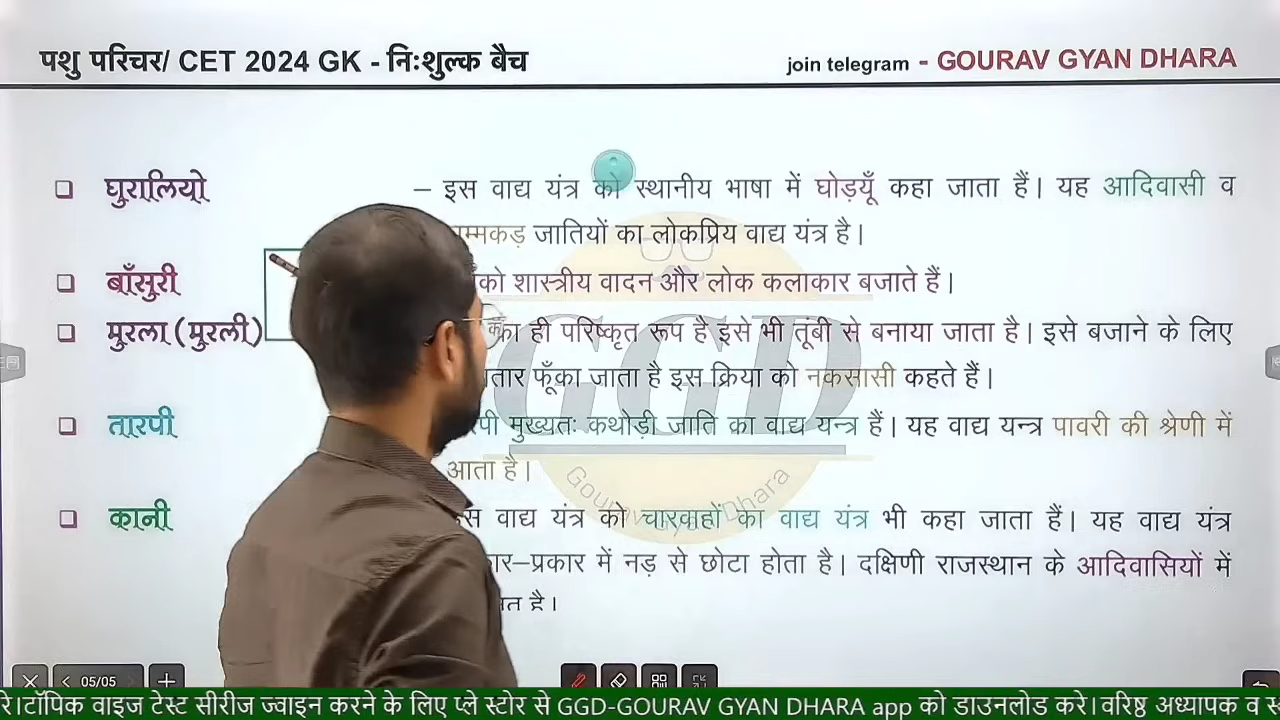 पशु परिचर/ CET 2024 GK - निःशुल्क बैच
join telegram - GOURAV GYAN DHARA
❑ घुरालियो – इस वाद्य यंत्र को स्थानीय भाषा में घोड़यूँ कहा जाता हैं। यह आदिवासी व
जातियों का लोकप्रिय वाद्य यंत्र है।
❑ बाँसुरी को शास्त्रीय वादन और लोक कलाकार बजाते हैं।
❑ मुरला (मुरली) का ही परिष्कृत रूप है इसे भी तूंबी से बनाया जाता है। इसे बजाने के लिए
फूँका जाता है इस क्रिया को नकसासी कहते हैं।
❑ तारपी मुख्यतः कथोड़ी जाति का वाद्य यन्त्र हैं। यह वाद्य यन्त्र पावरी की श्रेणी में
आता है।
❑ कानी वाद्य यंत्र को चारवाहों का वाद्य यंत्र भी कहा जाता हैं। यह वाद्य यंत्र
प्रकार में नड़ से छोटा होता है। दक्षिणी राजस्थान के आदिवासियों में
है।
GGD
05/05
टॉपिक वाइज टेस्ट सीरीज ज्वाइन करने के लिए प्ले स्टोर से GGD-GOURAV GYAN DHARA app को डाउनलोड करे। वरिष्ठ अध्यापक व